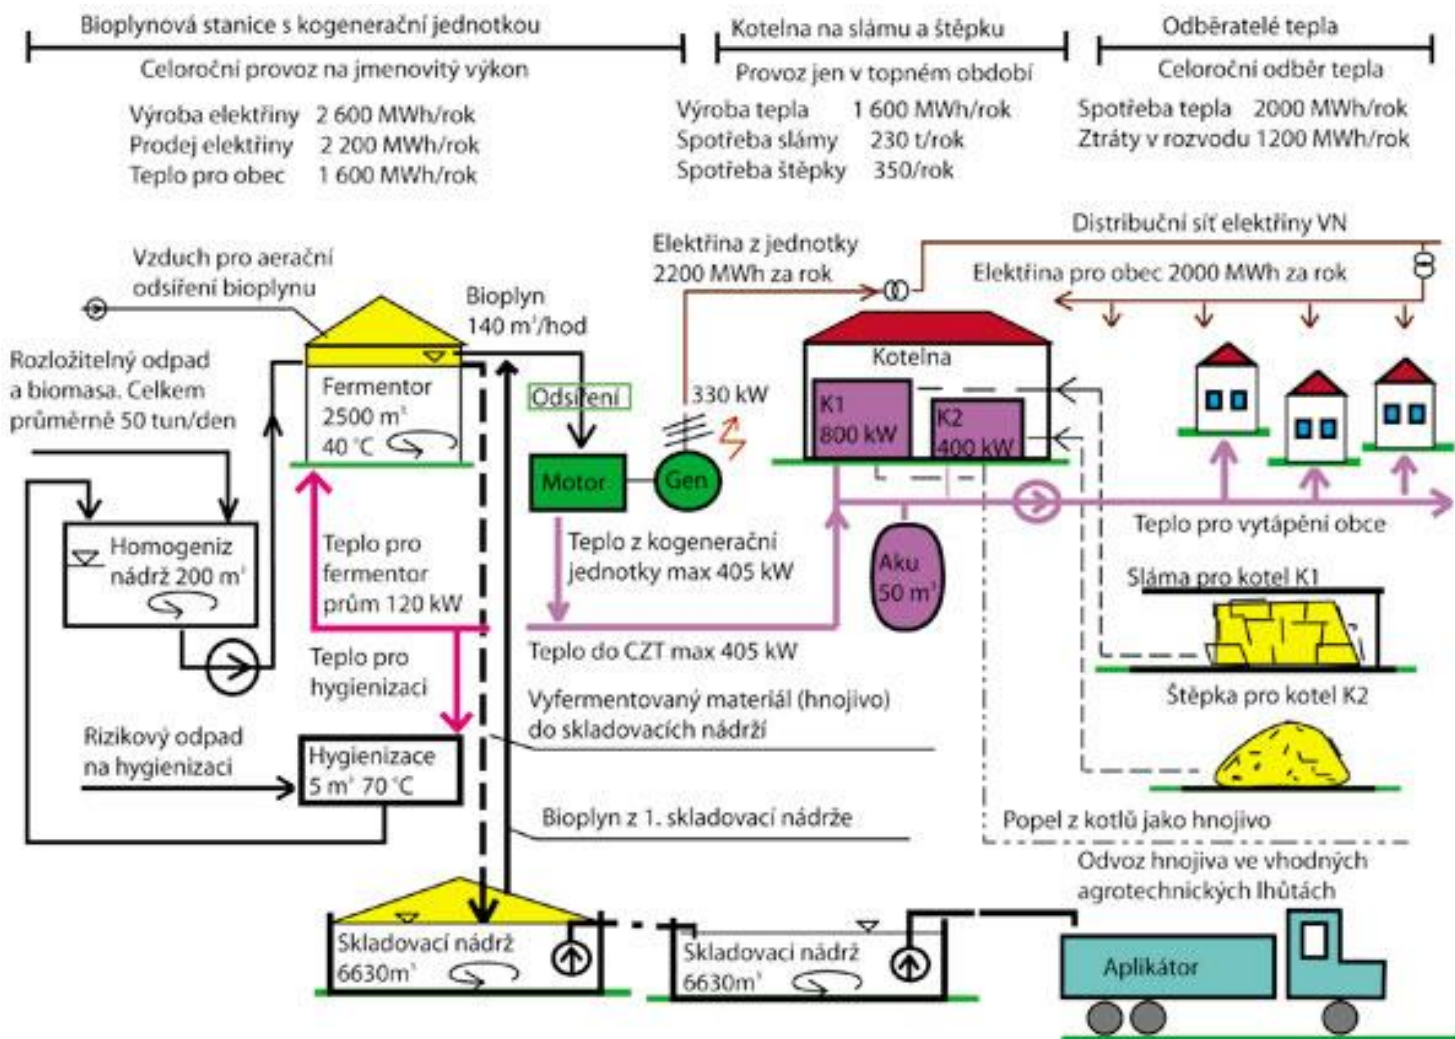 Bioplynová stanice s kogenerační jednotkou
Celoroční provoz na jmenovitý výkon
Výroba elektřiny 2 600 MWh/rok
Prodej elektřiny 2 200 MWh/rok
Teplo pro obec 1 600 MWh/rok
Kotelna na slámu a štěpku
Provoz jen v topném období
Výroba tepla 1 600 MWh/rok
Spotřeba slámy 230 t/rok
Spotřeba štěpky 350/rok
Odběratelé tepla
Celoroční odběr tepla
Spotřeba tepla 2000 MWh/rok
Ztráty v rozvodu 1200 MWh/rok
Vzduch pro aerační
odsíření bioplynu
Bioplyn
140 m³/hod
Elektřina z jednotky
2200 MWh za rok
Distribuční síť elektřiny VN
Elektřina pro obec 2000 MWh za rok
Rozložitelný odpad
a biomasa. Celkem
průměrně 50 tun/den
Fermentor
2500 m³
40 °C
Odsíření
330 kW
Motor
Gen
Kotelna
K1
800 kW
K2
400 kW
Homogeniz
nádrž 200 m³
Teplo pro
fermentor
prům 120 kW
Teplo z kogenerační
jednotky max 405 kW
Aku
50 m³
Teplo pro vytápění obce
Sláma pro kotel K1
Teplo do CZT max 405 kW
Teplo pro
hygienizaci
Vyfermentovaný materiál (hnojivo)
do skladovacích nádrží
Štěpka pro kotel K2
Rizikový odpad
na hygienizaci
Hygienizace
5 m³ 70 °C
Bioplyn z 1. skladovací nádrže
Popel z kotlů jako hnojivo
Odvoz hnojiva ve vhodných
agrotechnických lhůtách
Skladovací nádrž
6630m³
Skladovací nádrž
6630m³
Aplikátor